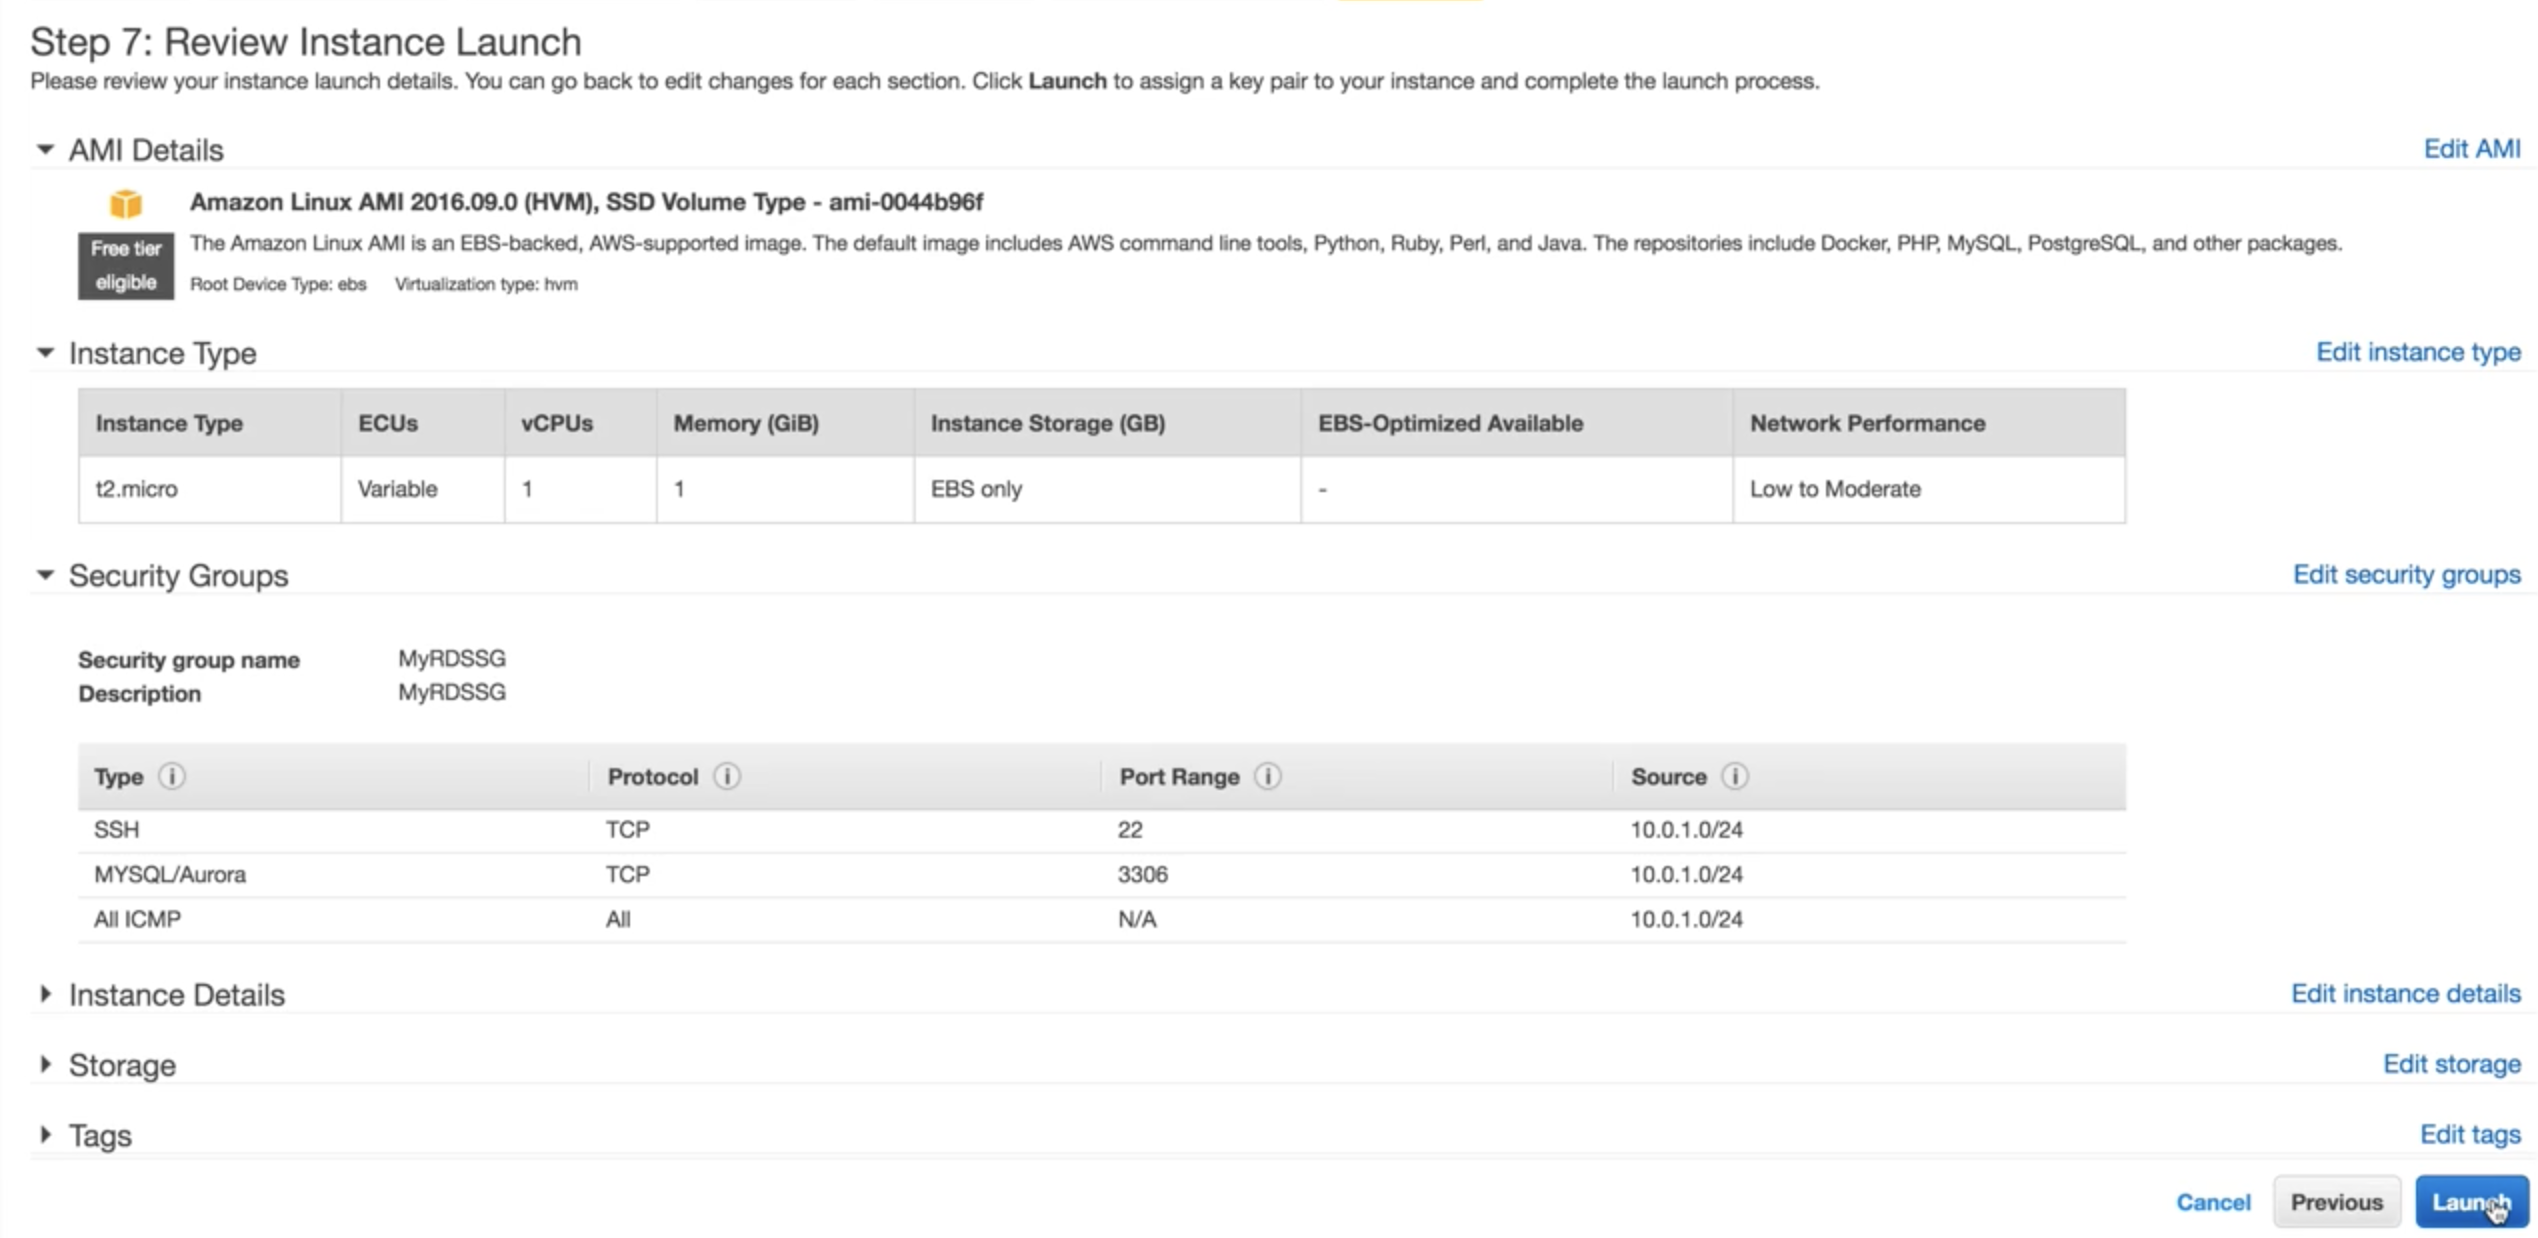 Step 7: Review Instance Launch
Please review your instance launch details. You can go back to edit changes for each section. Click Launch to assign a key pair to your instance and complete the launch process.
AMI Details
Edit AMI
Amazon Linux AMI 2016.09.0 (HVM), SSD Volume Type - ami-0044b96f
Free tier eligible
The Amazon Linux AMI is an EBS-backed, AWS-supported image. The default image includes AWS command line tools, Python, Ruby, Perl, and Java. The repositories include Docker, PHP, MySQL, PostgreSQL, and other packages.
Root Device Type: ebs Virtualization type: hvm
Instance Type
Edit instance type
Instance Type ECUs vCPUs Memory (GiB) Instance Storage (GB) EBS-Optimized Available Network Performance
t2.micro Variable 1 1 EBS only - Low to Moderate
Security Groups
Edit security groups
Security group name MyRDSSG
Description MyRDSSG
Type Protocol Port Range Source
SSH TCP 22 10.0.1.0/24
MYSQL/Aurora TCP 3306 10.0.1.0/24
All ICMP All N/A 10.0.1.0/24
Instance Details
Edit instance details
Storage
Edit storage
Tags
Edit tags
Cancel Previous Launch